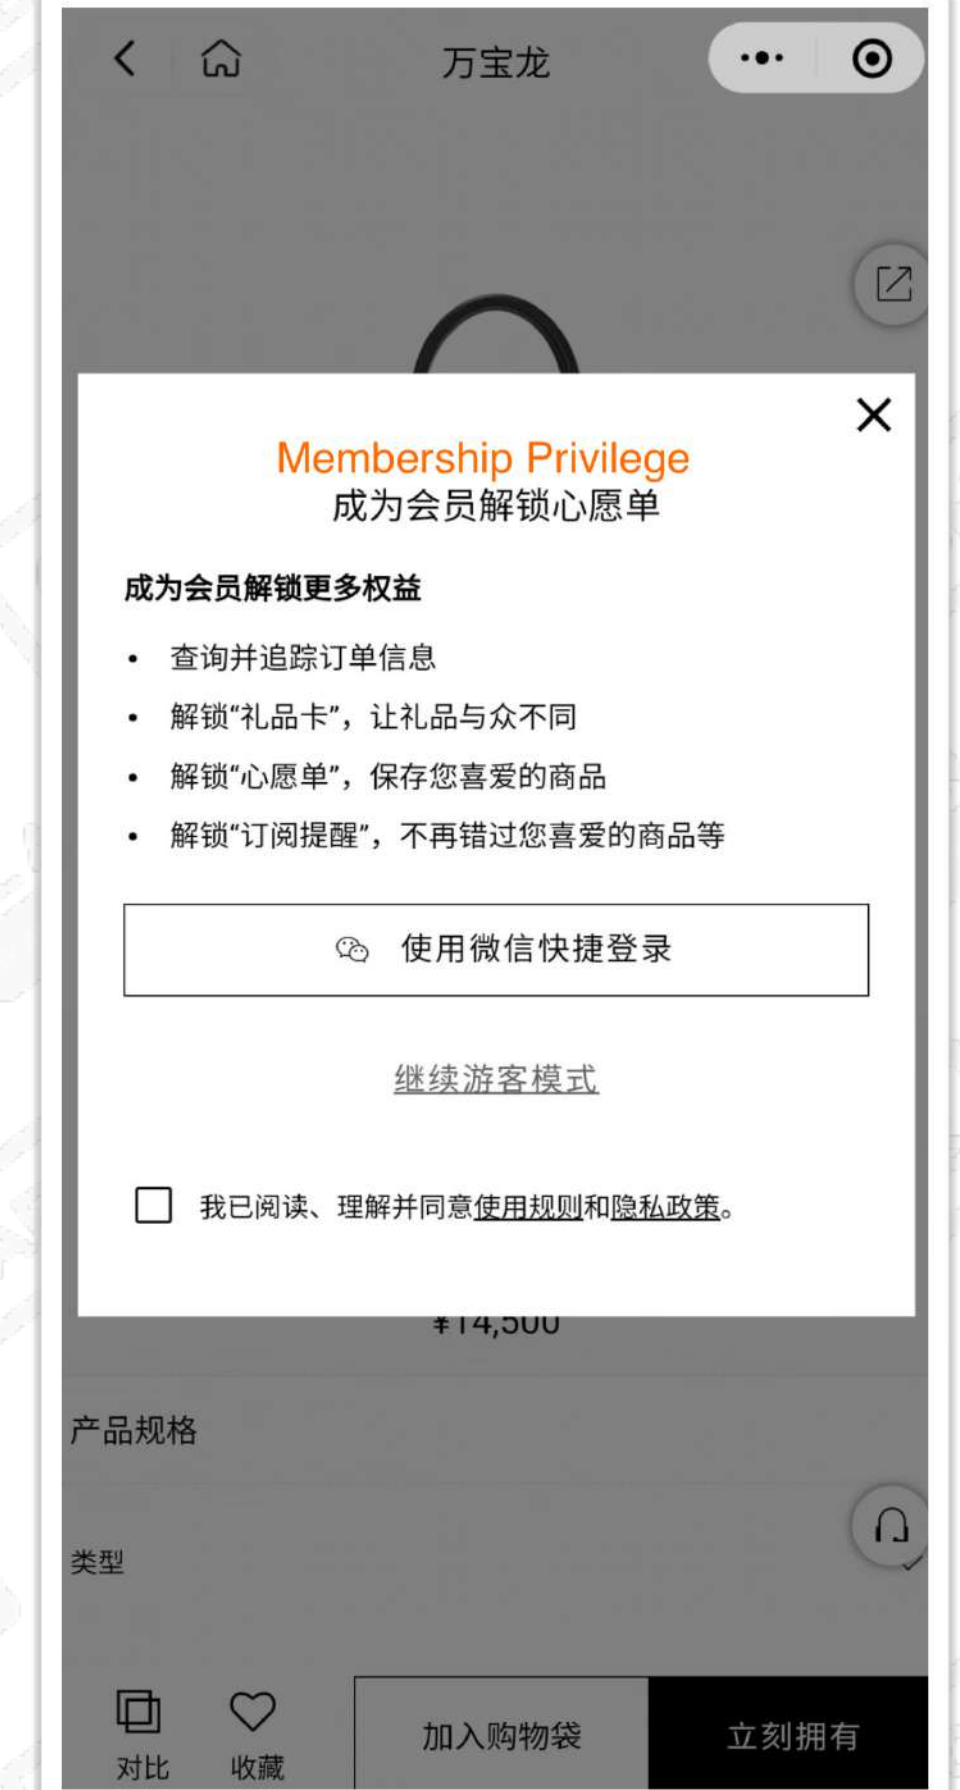 万宝龙
Membership Privilege
成为会员解锁心愿单
成为会员解锁更多权益
• 查询并追踪订单信息
• 解锁“礼品卡”，让礼品与众不同
• 解锁“心愿单”，保存您喜爱的商品
• 解锁“订阅提醒”，不再错过您喜爱的商品等
使用微信快捷登录
继续游客模式
我已阅读、理解并同意使用规则和隐私政策。
¥14,500
产品规格
类型
对比
收藏
加入购物袋
立刻拥有